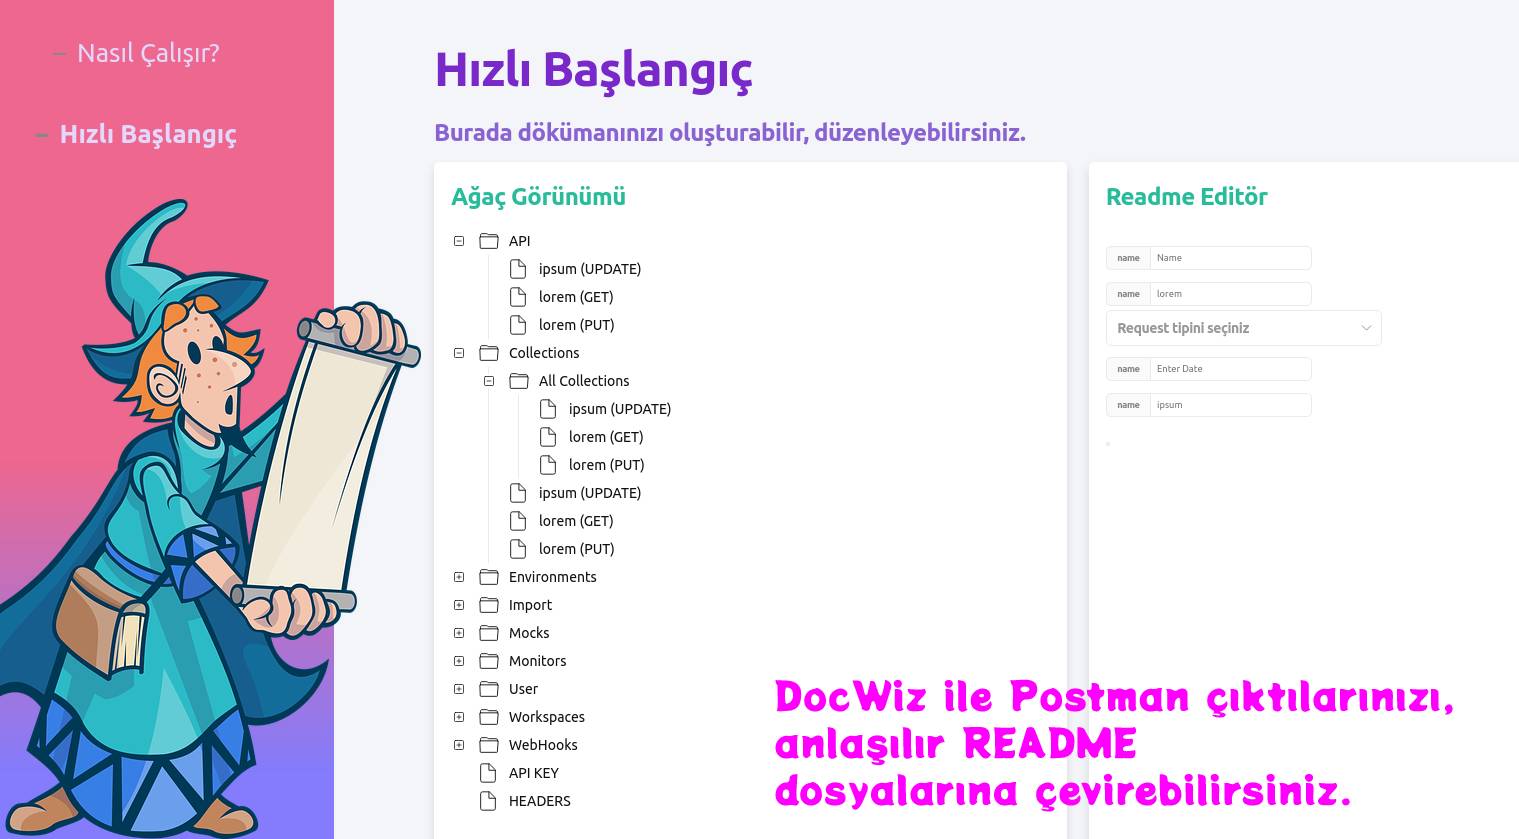 Nasıl Çalışır?
Hızlı Başlangıç
Hızlı Başlangıç
Burada dökümanınızı oluşturabilir, düzenleyebilirsiniz.
Ağaç Görünümü
API
ipsum (UPDATE)
lorem (GET)
lorem (PUT)
Collections
All Collections
ipsum (UPDATE)
lorem (GET)
lorem (PUT)
ipsum (UPDATE)
lorem (GET)
lorem (PUT)
Environments
Import
Mocks
Monitors
User
Workspaces
WebHooks
API KEY
HEADERS
Readme Editör
name Name
name lorem
Request tipini seçiniz
name Enter Date
name ipsum
DocWiz ile Postman çıktılarınızı,
anlaşılır README
dosyalarına çevirebilirsiniz.